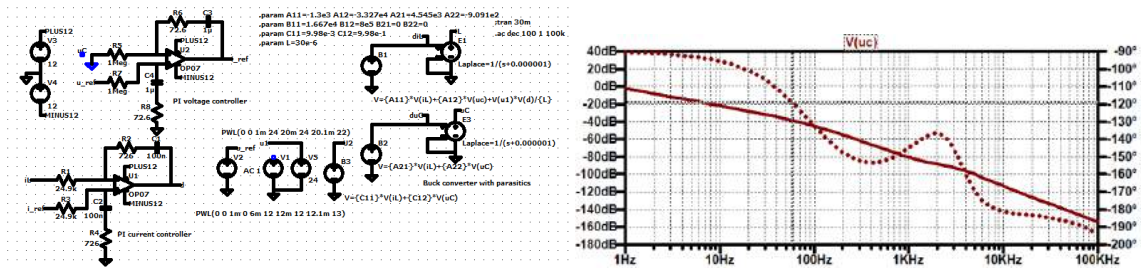 .param A11=-1.3e3 A12=-3.327e4 A21=4.545e3 A22=-9.091e2
.param B11=1.667e4 B12=8e5 B21=0 B22=0
.param C11=9.98e-3 C12=9.98e-1
.param L=30e-6
.tran 30m
.ac dec 100 1 100k
PLUS12
V3
12
V4
12
MINUS12
uC
R5
1Meg
u_ref
R7
1Meg
R6
72.6
C3
1µ
PLUS12
U2
OP07
MINUS12
i_ref
C4
1µ
R8
72.6
PI voltage controller
R2
726
C1
100n
iL
R1
24.9k
i_ref
R3
24.9k
PLUS12
U1
OP07
MINUS12
d
C2
100n
R4
726
PI current controller
diL
B1
iL
E1
Laplace=1/(s+0.000001)
V={A11}*V(iL)+{A12}*V(uc)+V(u1)*V(d)/{L}
duC
B2
uC
E3
Laplace=1/(s+0.000001)
V={A21}*V(iL)+{A22}*V(uC)
Buck converter with parasitics
PWL(0 0 1m 24 20m 24 20.1m 22)
u_ref
V2
AC 1
u1
V1
V5
24
U2
B3
V={C11}*V(iL)+{C12}*V(uC)
PWL(0 0 1m 0 6m 12 12m 12 12.1m 13)
V(uc)
40dB
20dB
0dB
-20dB
-40dB
-60dB
-80dB
-100dB
-120dB
-140dB
-160dB
-180dB
-90°
-100°
-110°
-120°
-130°
-140°
-150°
-160°
-170°
-180°
-190°
-200°
1Hz
10Hz
100Hz
1KHz
10KHz
100KHz